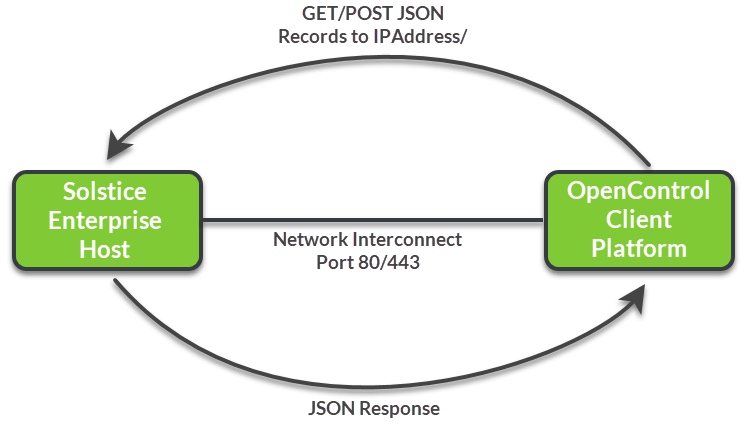 GET/POST JSON
Records to IPAddress/
Solstice
Enterprise
Host
OpenControl
Client
Platform
Network Interconnect
Port 80/443
JSON Response